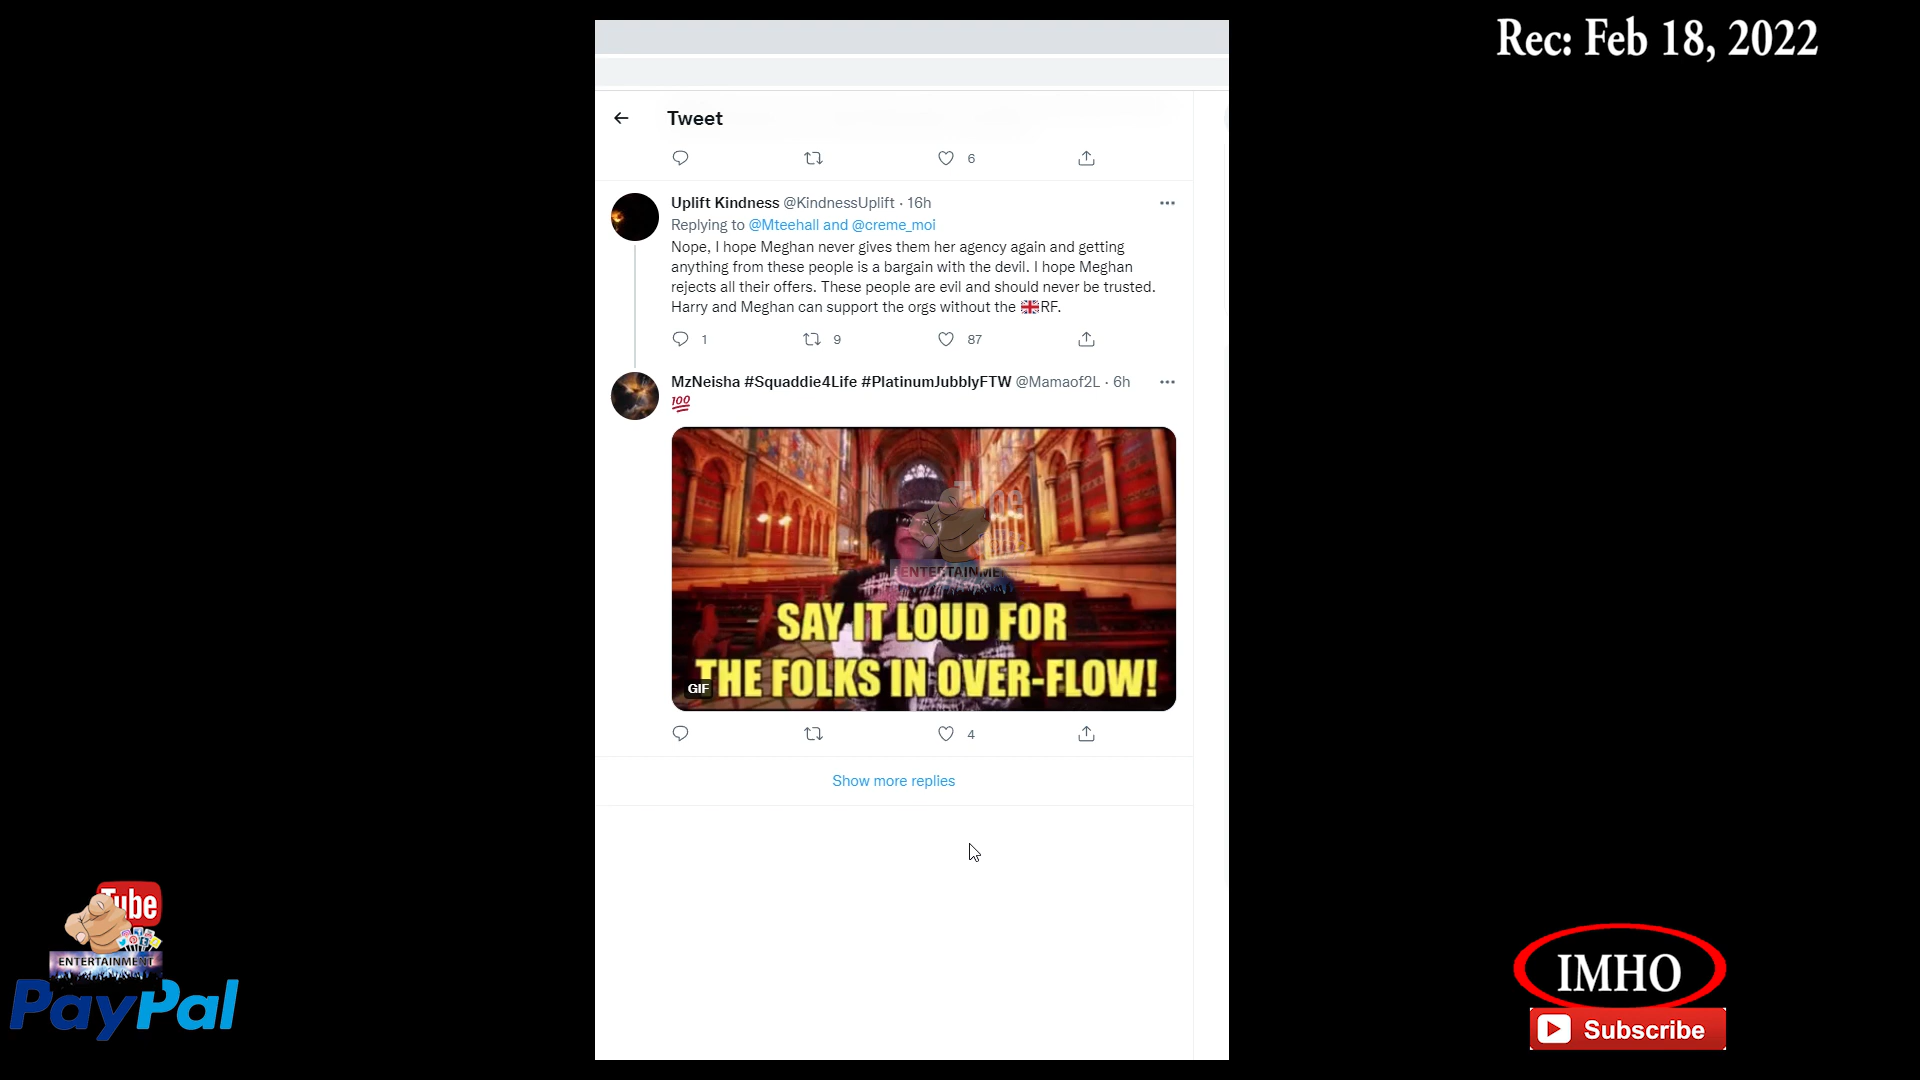 Rec: Feb 18, 2022
Tweet
6
Uplift Kindness @KindnessUplift · 16h
Replying to @Mteehall and @creme_moi
Nope, I hope Meghan never gives them her agency again and getting
anything from these people is a bargain with the devil. I hope Meghan
rejects all their offers. These people are evil and should never be trusted.
Harry and Meghan can support the orgs without the 🇬🇧RF.
1 9 87
MzNeisha #Squaddie4Life #PlatinumJubblyFTW @Mamaof2L · 6h
💯
Tube
ENTERTAINME
SAY IT LOUD FOR
THE FOLKS IN OVER-FLOW!
GIF
4
Show more replies
Tube
ENTERTAINMENT
PayPal
IMHO
Subscribe